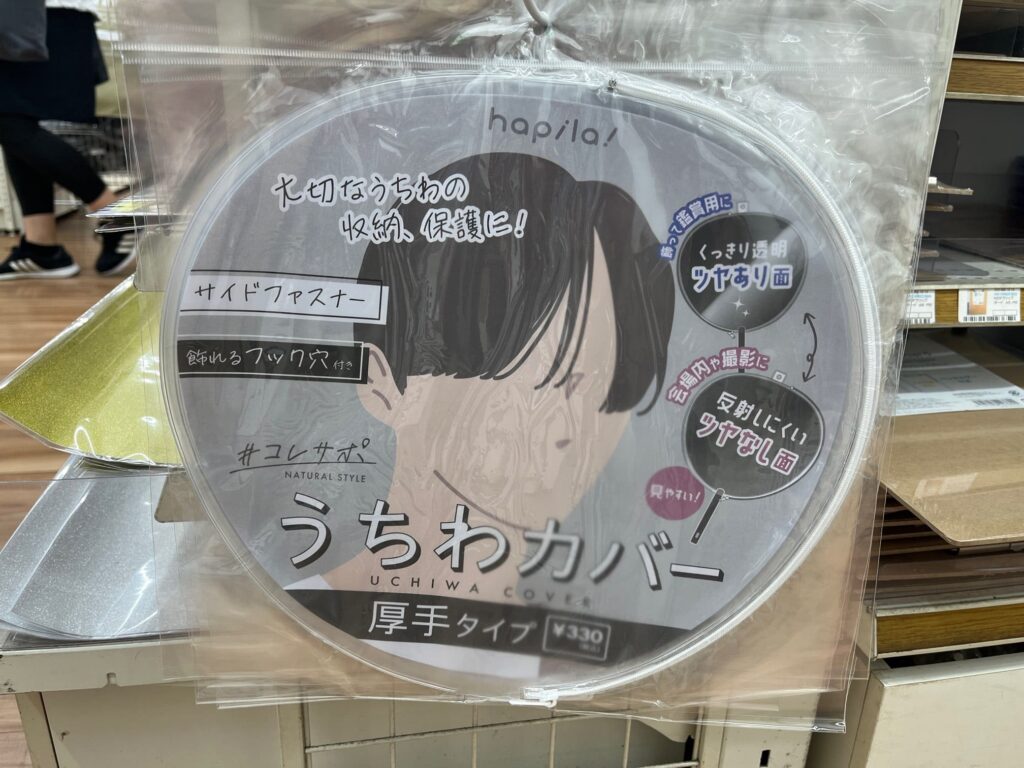 hapila!
大切なうちわの
収納、保護に!
サイドファスナー
飾れるフック穴付き
#コレサポ
NATURAL STYLE
飾って鑑賞用に
くっきり透明
ツヤあり面
会場内や撮影に
反射しにくい
ツヤなし面
見やすい!
うちわカバー
UCHIWA COVER
厚手タイプ ¥330